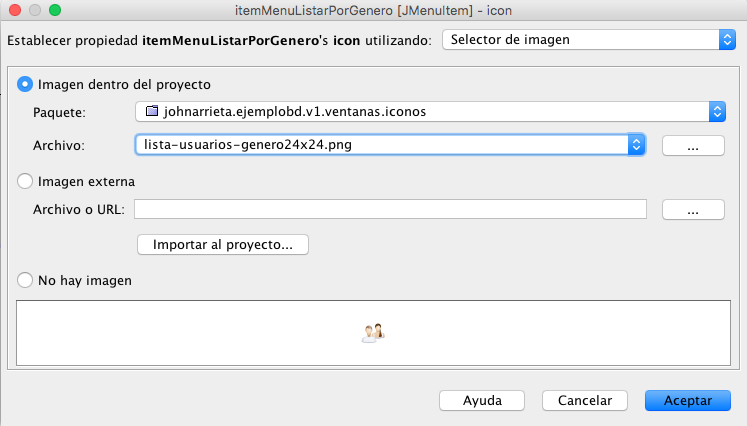 itemMenuListarPorGenero [JMenuItem] - icon
Establecer propiedad itemMenuListarPorGenero's icon utilizando: Selector de imagen
Imagen dentro del proyecto
Paquete: johnarrieta.ejemplobd.v1.ventanas.iconos
Archivo: lista-usuarios-genero24x24.png ...
Imagen externa
Archivo o URL: ...
Importar al proyecto...
No hay imagen
Ayuda Cancelar Aceptar